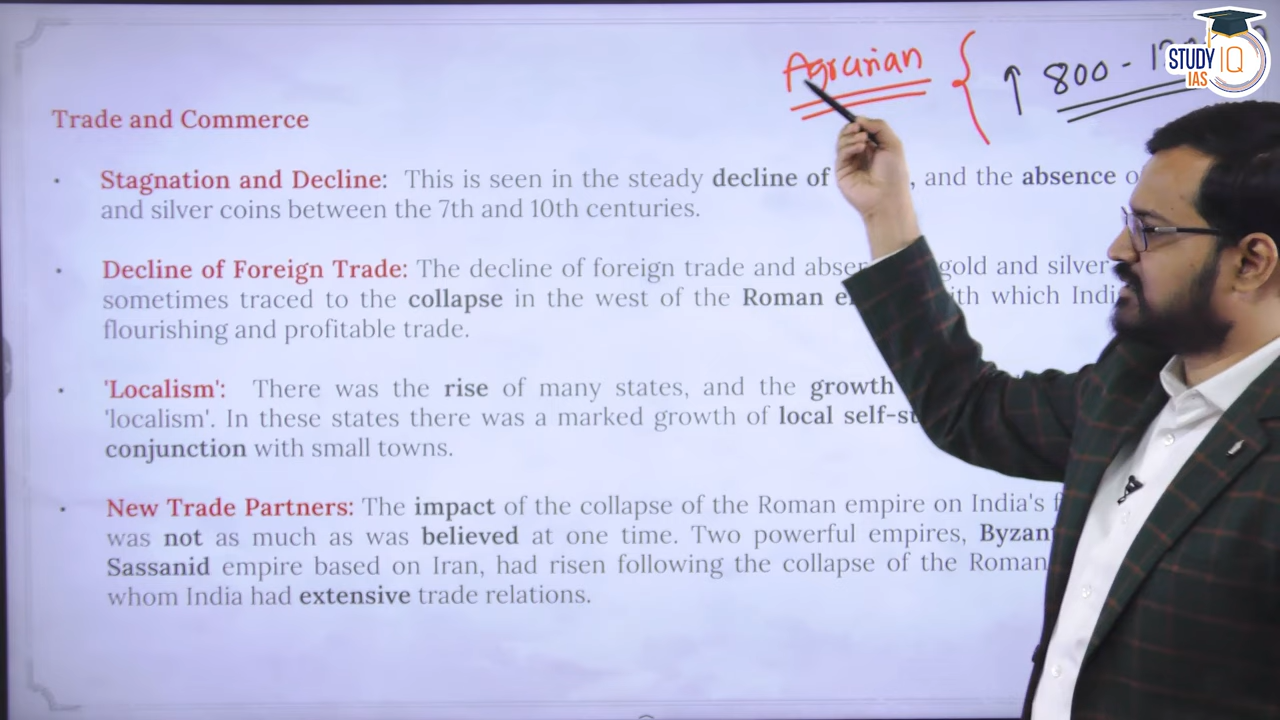 Agrarian { ↑ 800 -
STUDY IQ
IAS
Trade and Commerce
· Stagnation and Decline: This is seen in the steady decline of , and the absence
and silver coins between the 7th and 10th centuries.
· Decline of Foreign Trade: The decline of foreign trade and gold and silver
sometimes traced to the collapse in the west of the Roman with which
flourishing and profitable trade.
· 'Localism': There was the rise of many states, and the growth
'localism'. In these states there was a marked growth of local
conjunction with small towns.
· New Trade Partners: The impact of the collapse of the Roman empire on India's
was not as much as was believed at one time. Two powerful empires,
Sassanid empire based on Iran, had risen following the collapse of the Roman
whom India had extensive trade relations.